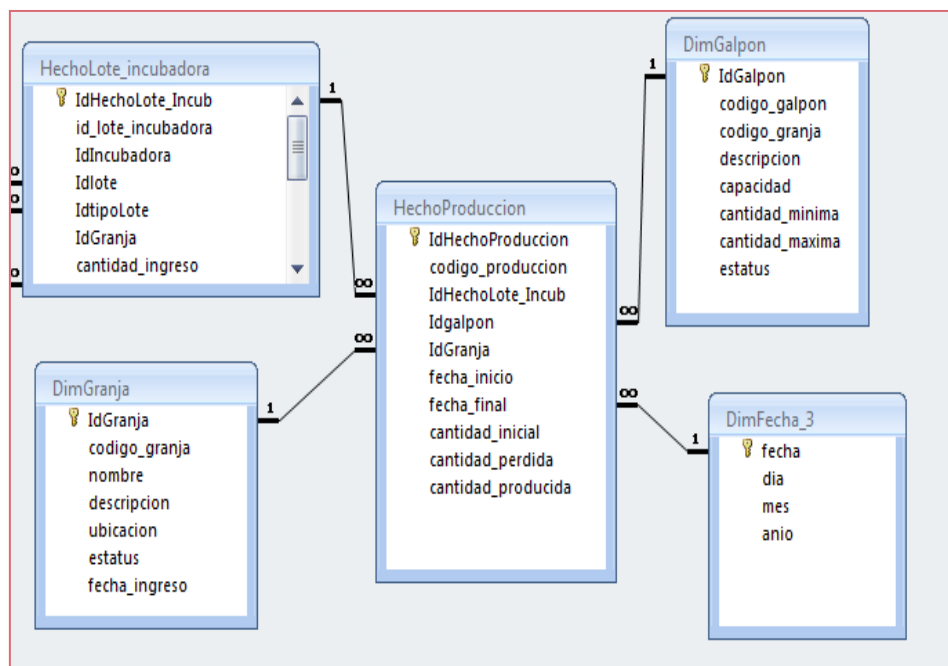 HechoLote_incubadora
IdHechoLote_Incub
id_lote_incubadora
IdIncubadora
Idlote
IdtipoLote
IdGranja
cantidad_ingreso
1
∞
∞
∞
DimGranja
IdGranja
codigo_granja
nombre
descripcion
ubicacion
estatus
fecha_ingreso
1
HechoProduccion
IdHechoProduccion
codigo_produccion
IdHechoLote_Incub
Idgalpon
IdGranja
fecha_inicio
fecha_final
cantidad_inicial
cantidad_perdida
cantidad_producida
∞
∞
∞
∞
DimGalpon
IdGalpon
codigo_galpon
codigo_granja
descripcion
capacidad
cantidad_minima
cantidad_maxima
estatus
1
DimFecha_3
fecha
dia
mes
anio
1